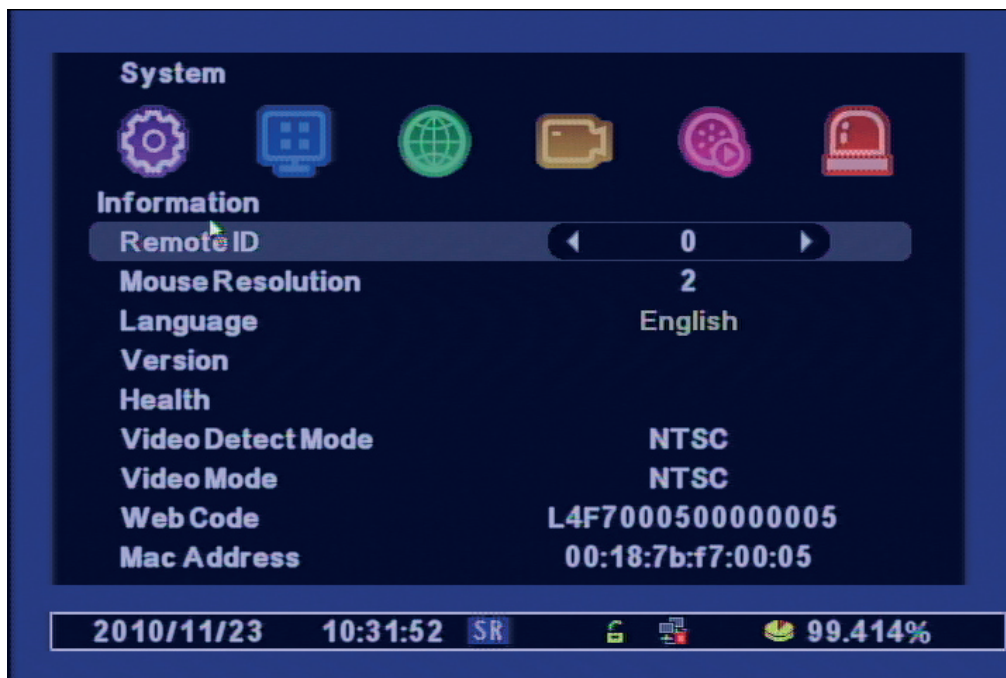 System
Information
Remote ID 0
Mouse Resolution 2
Language English
Version
Health
Video Detect Mode NTSC
Video Mode NTSC
Web Code L4F7000500000005
Mac Address 00:18:7b:f7:00:05
2010/11/23 10:31:52 SR 99.414%